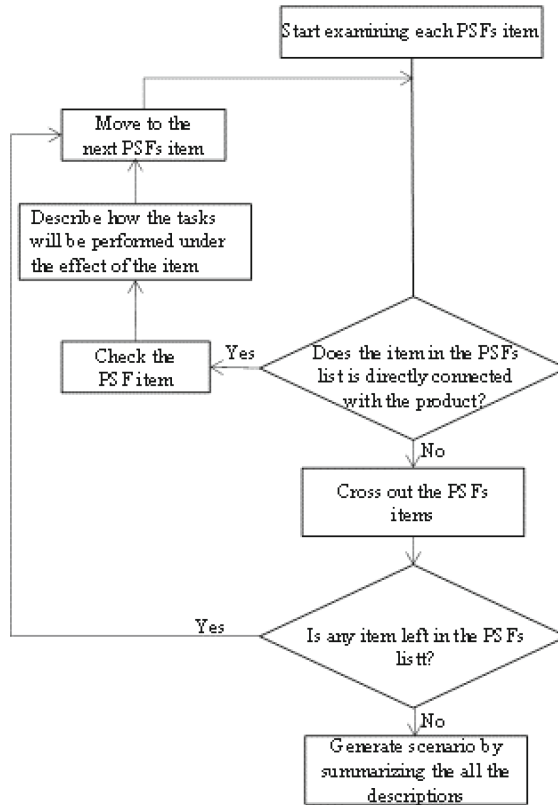 Start examining each PSFs item
Move to the
next PSFs item
Describe how the tasks
will be performed under
the effect of the item
Check the
PSF item
Yes
Does the item in the PSFs
list is directly connected
with the product?
No
Cross out the PSFs
items
Yes
Is any item left in the PSFs
listt?
No
Generate scenario by
summarizing the all the
descriptions